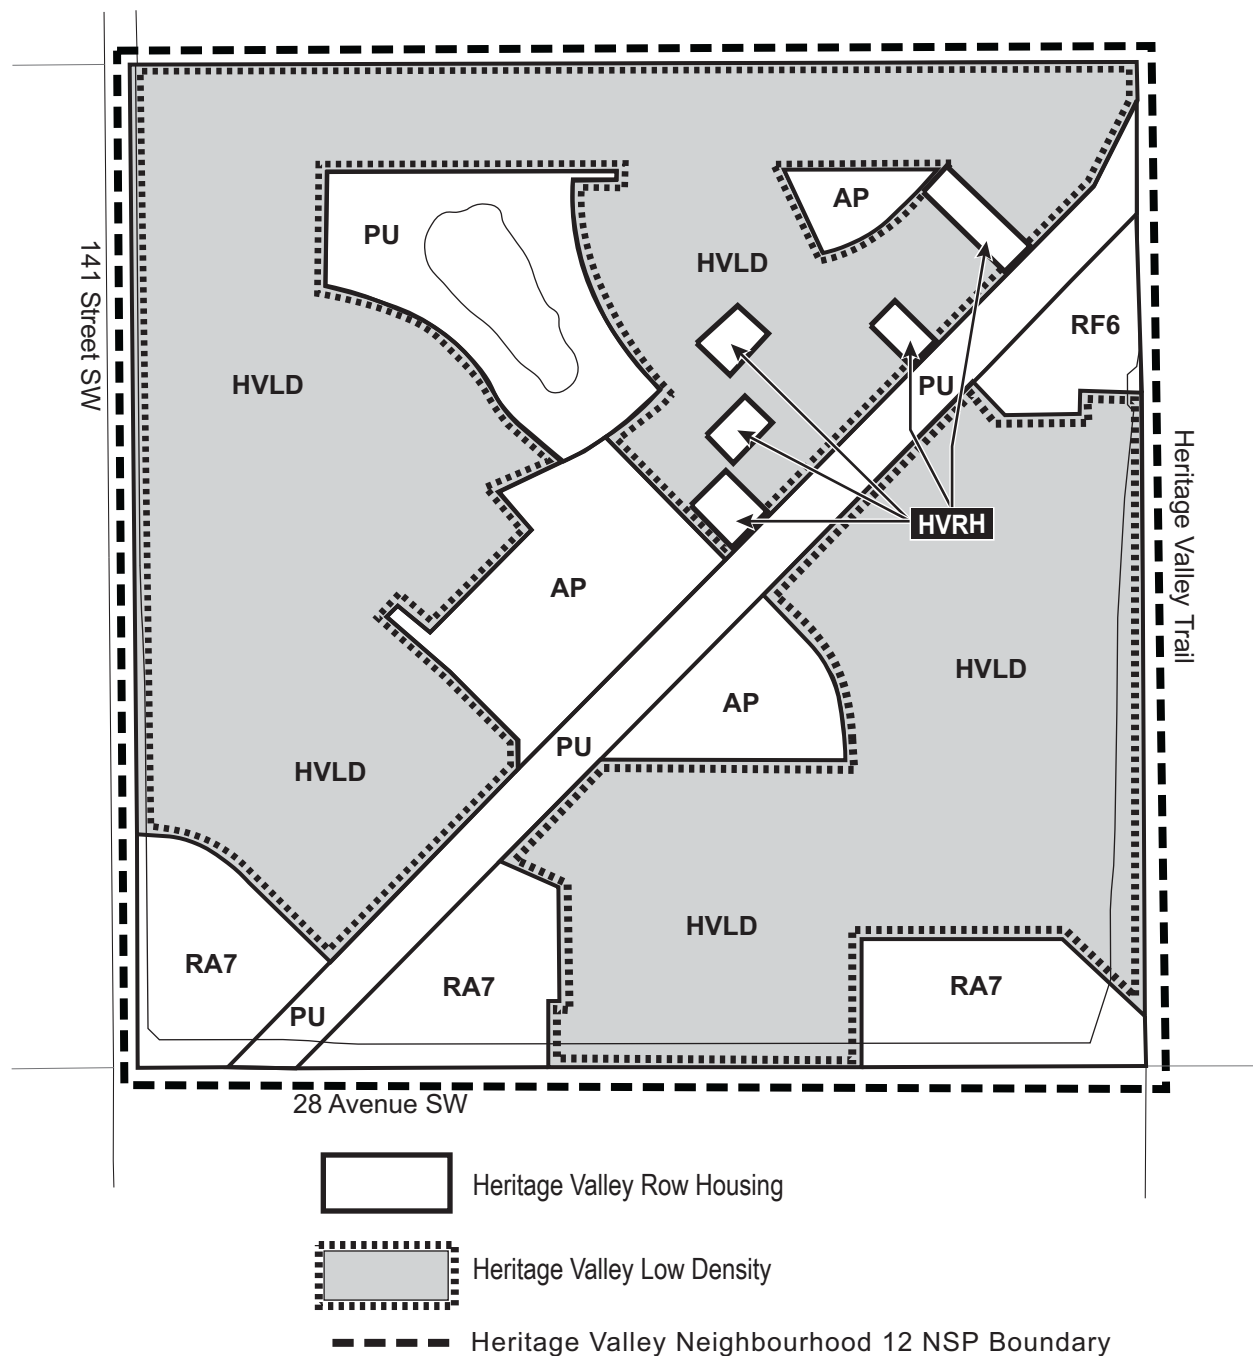 AP
PU
HVLD
141 Street SW
RF6
HVLD
PU
Heritage Valley Trail
HVRH
AP
HVLD
AP
PU
HVLD
HVLD
RA7
RA7
RA7
PU
28 Avenue SW
Heritage Valley Row Housing
Heritage Valley Low Density
Heritage Valley Neighbourhood 12 NSP Boundary